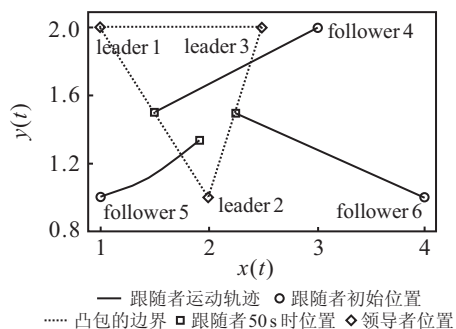 2.0
leader 1
leader 3
follower 4
1.6
y(t)
1.2
follower 5
leader 2
follower 6
0.8
1
2
3
4
x(t)
跟随者运动轨迹 跟随者初始位置
凸包的边界 跟随者50 s 时位置 领导者位置